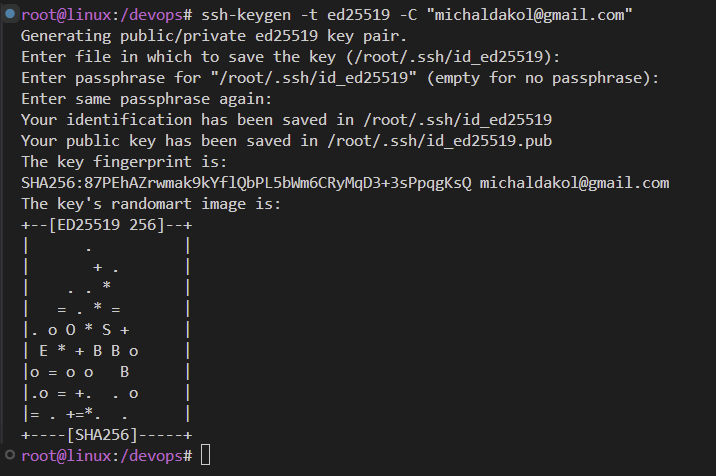 root@linux:/devops# ssh-keygen -t ed25519 -C "michaldakol@gmail.com"
Generating public/private ed25519 key pair.
Enter file in which to save the key (/root/.ssh/id_ed25519):
Enter passphrase for "/root/.ssh/id_ed25519" (empty for no passphrase):
Enter same passphrase again:
Your identification has been saved in /root/.ssh/id_ed25519
Your public key has been saved in /root/.ssh/id_ed25519.pub
The key fingerprint is:
SHA256:87PEhAZrwmak9kYflQbPL5bWm6CRyMqD3+3sPpqgKsQ michaldakol@gmail.com
The key's randomart image is:
+--[ED25519 256]--+
|      .          |
|       + .       |
|    . . *        |
|   = . * =       |
|. o O * S +      |
| E * + B B o     |
|o = o o   B      |
|.o = +.  . o     |
|= . +=*.  .      |
+----[SHA256]-----+
root@linux:/devops#